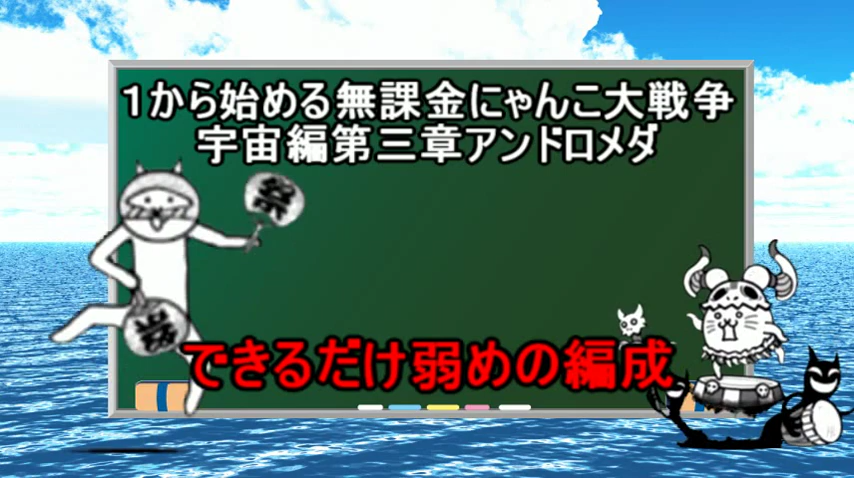 1から始める無課金にゃんこ大戦争
宇宙編第三章アンドロメダ
祭
祭
できるだけ弱めの編成